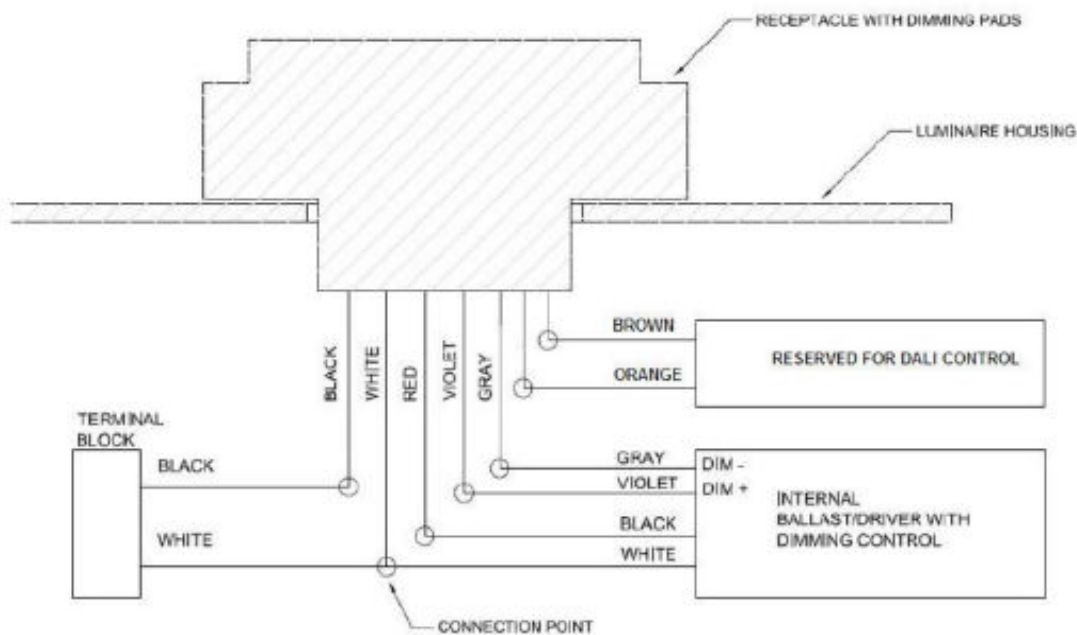 RECEPTACLE WITH DIMMING PADS
LUMINAIRE HOUSING
BLACK
WHITE
RED
VIOLET
GRAY
BROWN
ORANGE
RESERVED FOR DALI CONTROL
TERMINAL
BLOCK
BLACK
WHITE
GRAY
VIOLET
BLACK
WHITE
DIM -
DIM +
INTERNAL
BALLAST/DRIVER WITH
DIMMING CONTROL
CONNECTION POINT